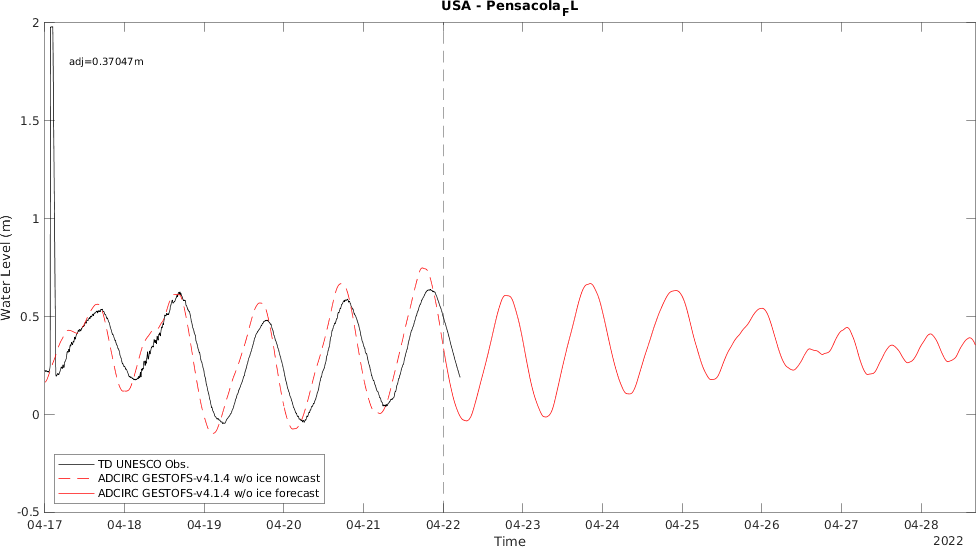 USA - Pensacola_FL
adj=0.37047m
Water Level (m)
2
1.5
1
0.5
0
-0.5
TD UNESCO Obs.
ADCIRC GESTOFS-v4.1.4 w/o ice nowcast
ADCIRC GESTOFS-v4.1.4 w/o ice forecast
04-17 04-18 04-19 04-20 04-21 04-22 04-23 04-24 04-25 04-26 04-27 04-28
Time
2022